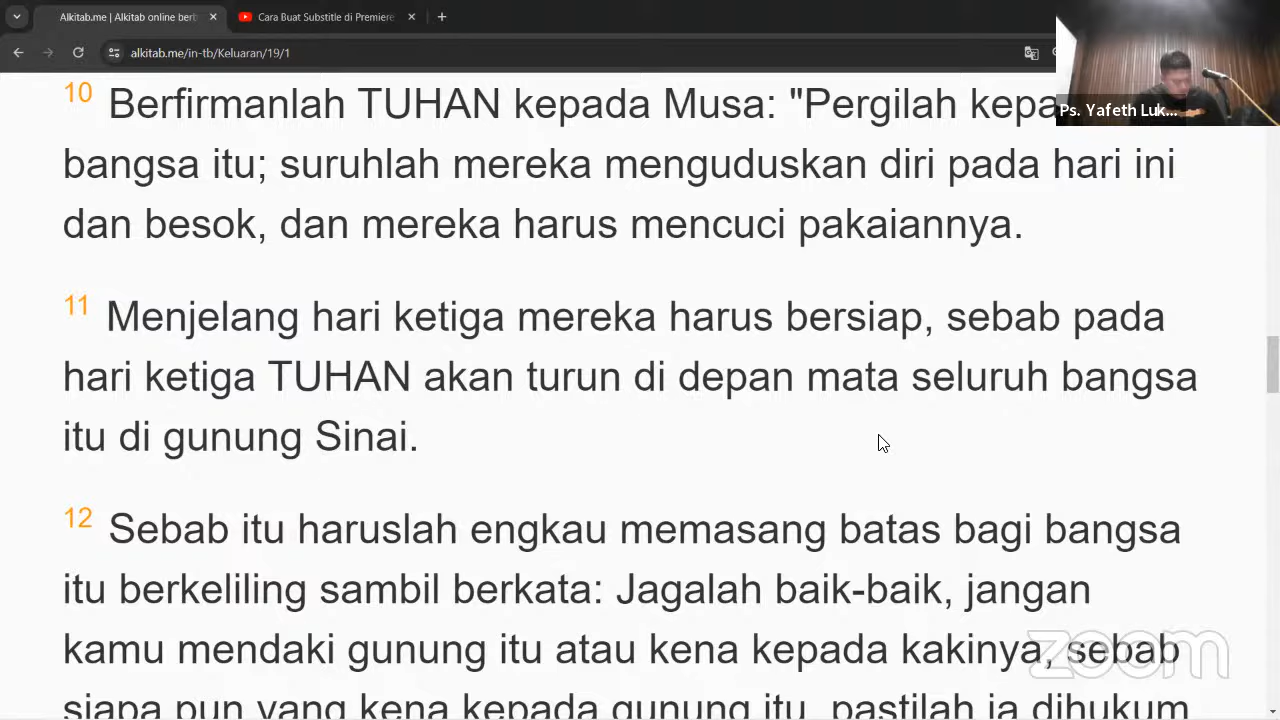 Alkitab.me | Alkitab online berb
Cara Buat Substitle di Premiere
alkitab.me/in-tb/Keluaran/19/1
Ps. Yafeth Luk...
10 Berfirmanlah TUHAN kepada Musa: "Pergilah kepa
bangsa itu; suruhlah mereka menguduskan diri pada hari ini
dan besok, dan mereka harus mencuci pakaiannya.
11 Menjelang hari ketiga mereka harus bersiap, sebab pada
hari ketiga TUHAN akan turun di depan mata seluruh bangsa
itu di gunung Sinai.
12 Sebab itu haruslah engkau memasang batas bagi bangsa
itu berkeliling sambil berkata: Jagalah baik-baik, jangan
kamu mendaki gunung itu atau kena kepada kakinya, sebab
siapa pun yang kena kepada gunung itu, pastilah ia dihukum
zoom